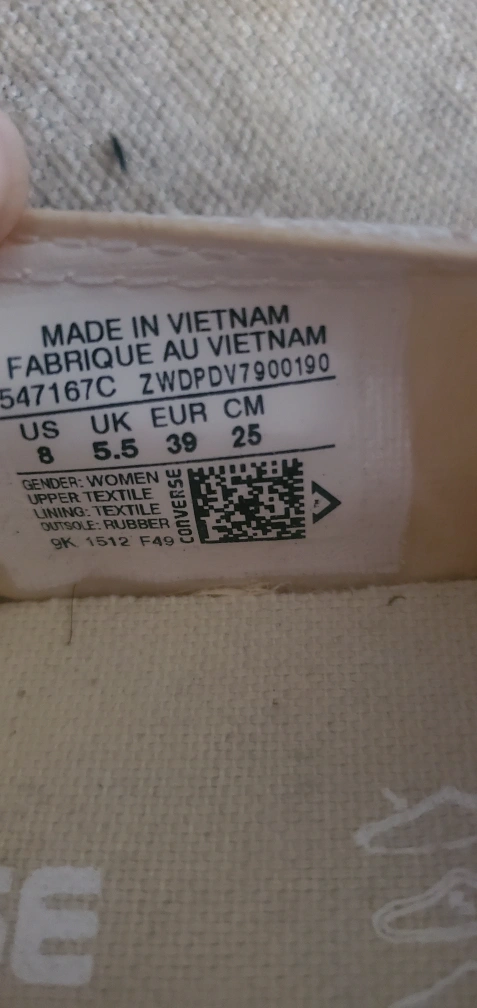 MADE IN VIETNAM
FABRIQUE AU VIETNAM
547167C ZWDPDV7900190
US UK EUR CM
8 5.5 39 25
GENDER: WOMEN
UPPER: TEXTILE
LINING: TEXTILE
OUTSOLE: RUBBER
CONVERSE
9K 1512 F49
SE